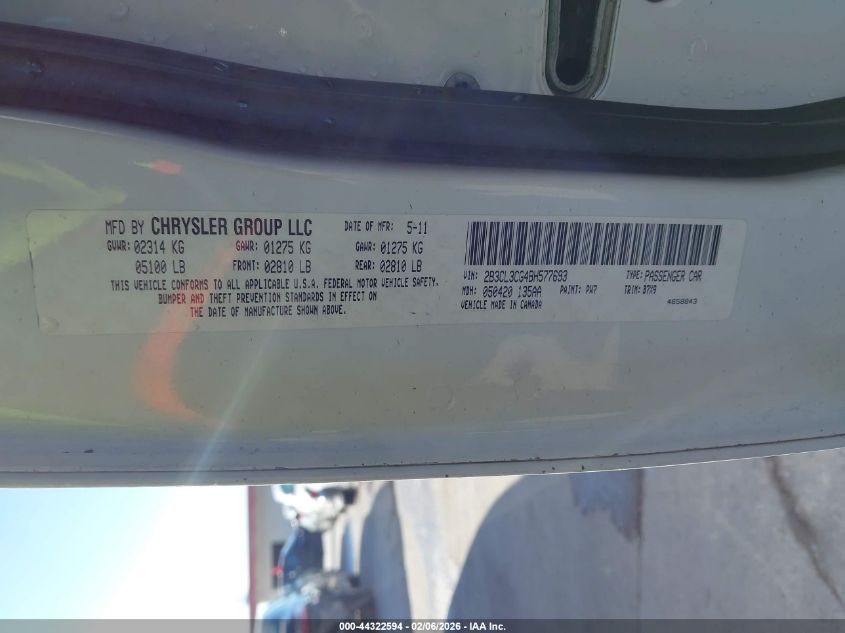 MFD BY CHRYSLER GROUP LLC DATE OF MFR: 5-11
GVWR: 02314 KG GAWR: 01275 KG GAWR: 01275 KG
05100 LB FRONT: 02810 LB REAR: 02810 LB
THIS VEHICLE CONFORMS TO ALL APPLICABLE U.S.A. FEDERAL MOTOR VEHICLE SAFETY,
BUMPER AND THEFT PREVENTION STANDARDS IN EFFECT ON
THE DATE OF MANUFACTURE SHOWN ABOVE.
VIN: 2B3CL3CG4BH577693 TYPE: PASSENGER CAR
MDH: 050420 135AA PAINT: PW7 TRIM: B7X9
VEHICLE MADE IN CANADA 4658843
000-44322594 | 02/06/2026 - IAA Inc.